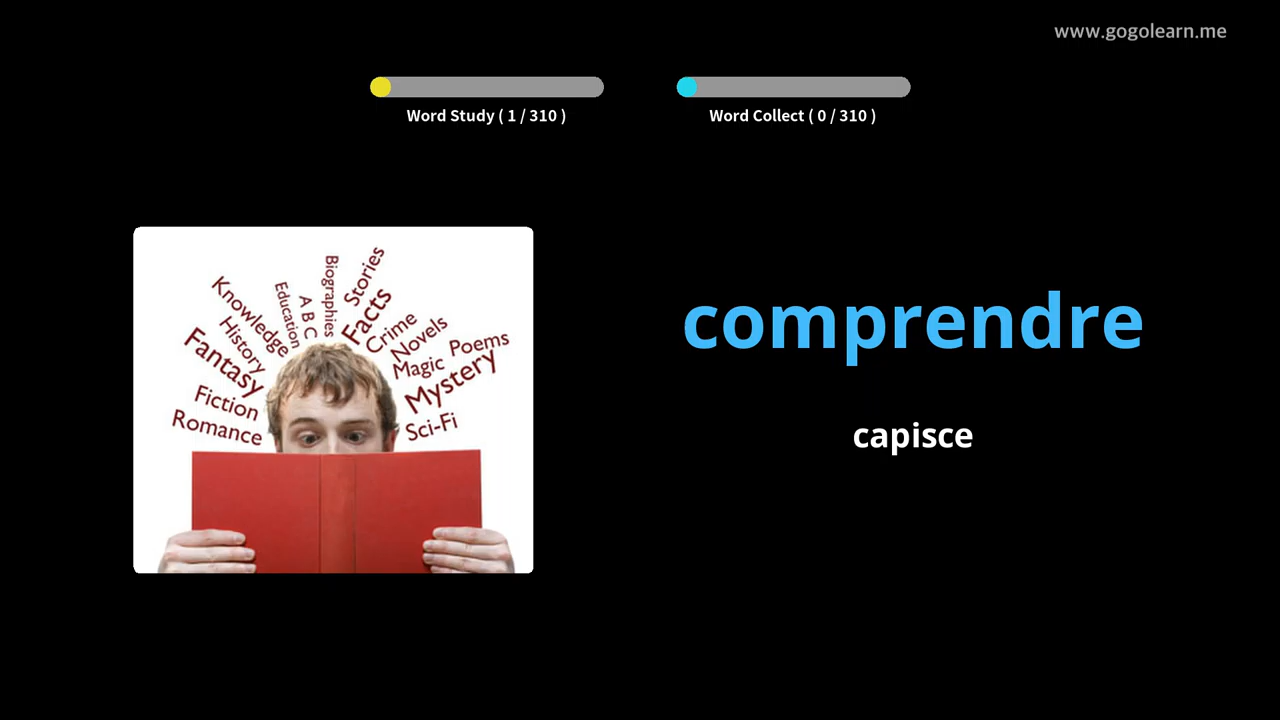 www.gogolearn.me
Word Study ( 1 / 310 )
Word Collect ( 0 / 310 )
Knowledge
History
Fantasy
Fiction
Romance
Education
A B C
Biographies
Stories
Facts
Crime
Novels
Magic
Poems
Mystery
Sci-Fi
comprendre
capisce